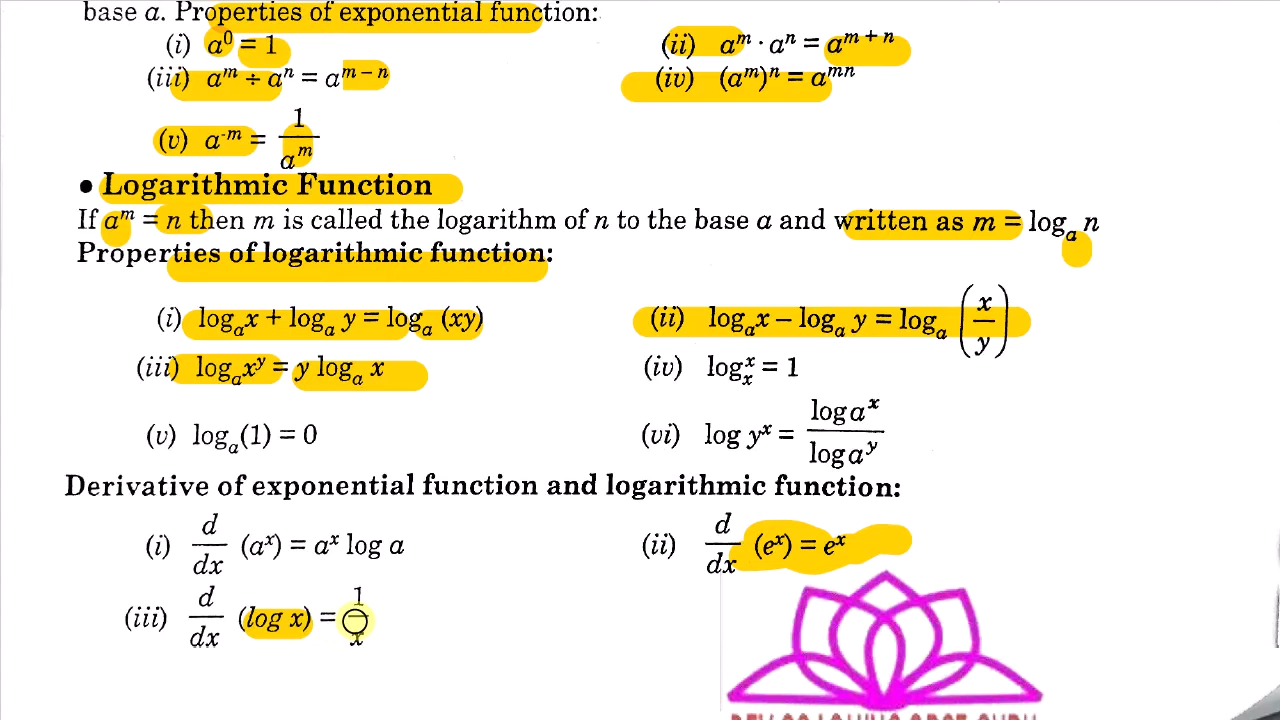 base a. Properties of exponential function:
(i) a⁰ = 1 (ii) aᵐ · aⁿ = aᵐ ⁺ ⁿ
(iii) aᵐ ÷ aⁿ = aᵐ ⁻ ⁿ (iv) (aᵐ)ⁿ = aᵐⁿ
(v) a⁻ᵐ = 1/aᵐ
• Logarithmic Function
If aᵐ = n then m is called the logarithm of n to the base a and written as m = logₐ n
Properties of logarithmic function:
(i) logₐx + logₐ y = logₐ (xy) (ii) logₐx – logₐ y = logₐ (x/y)
(iii) logₐxʸ = y logₐ x (iv) logₓˣ = 1
(v) logₐ(1) = 0 (vi) log yˣ = log aˣ / log aʸ
Derivative of exponential function and logarithmic function:
(i) d/dx (aˣ) = aˣ log a (ii) d/dx (eˣ) = eˣ
(iii) d/dx (log x) = 1/x